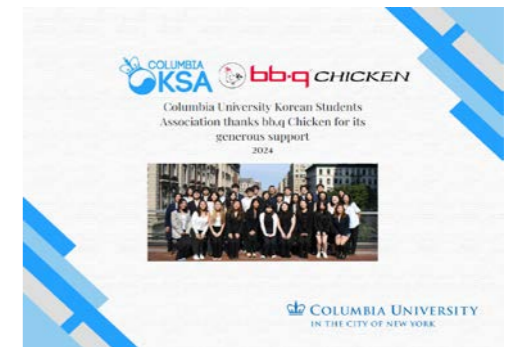 COLUMBIA
KSA
bb.q CHICKEN
Columbia University Korean Students
Association thanks bb.q Chicken for its
generous support
2024
COLUMBIA UNIVERSITY
IN THE CITY OF NEW YORK